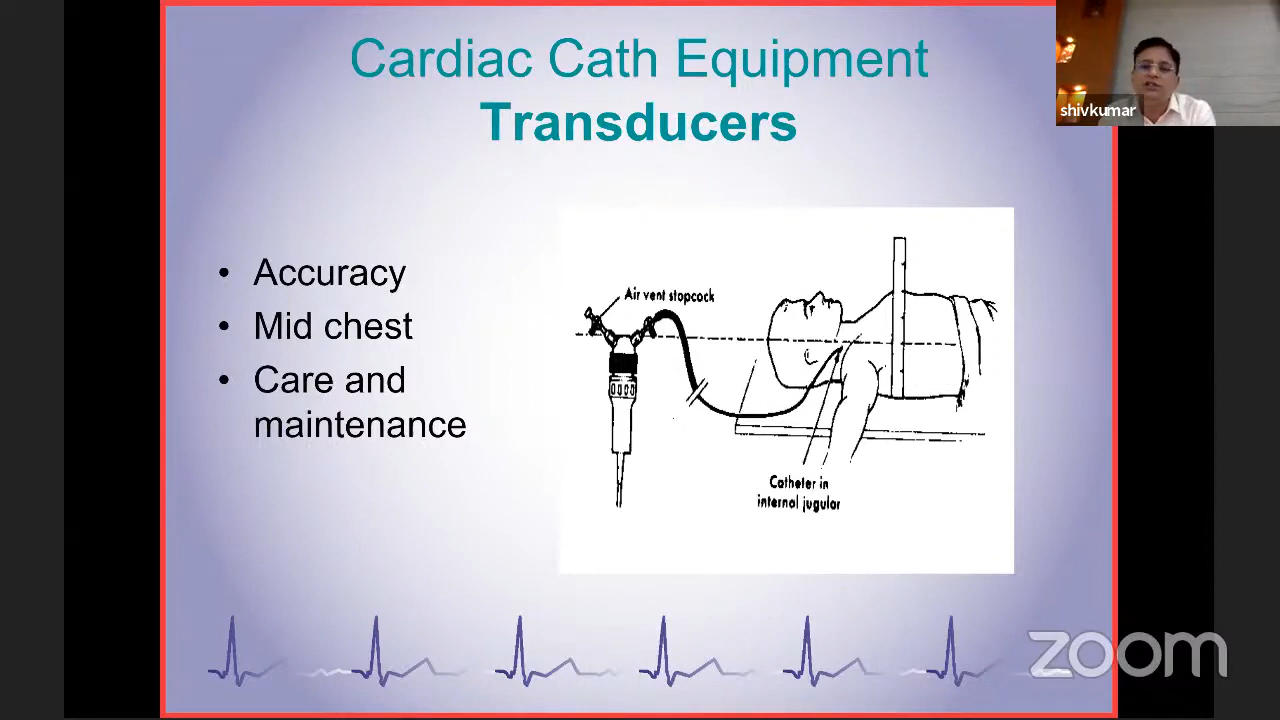 Cardiac Cath Equipment
Transducers
shivkumar
• Accuracy
• Mid chest
• Care and
maintenance
Air vent stopcock
Catheter in
internal jugular
zoom